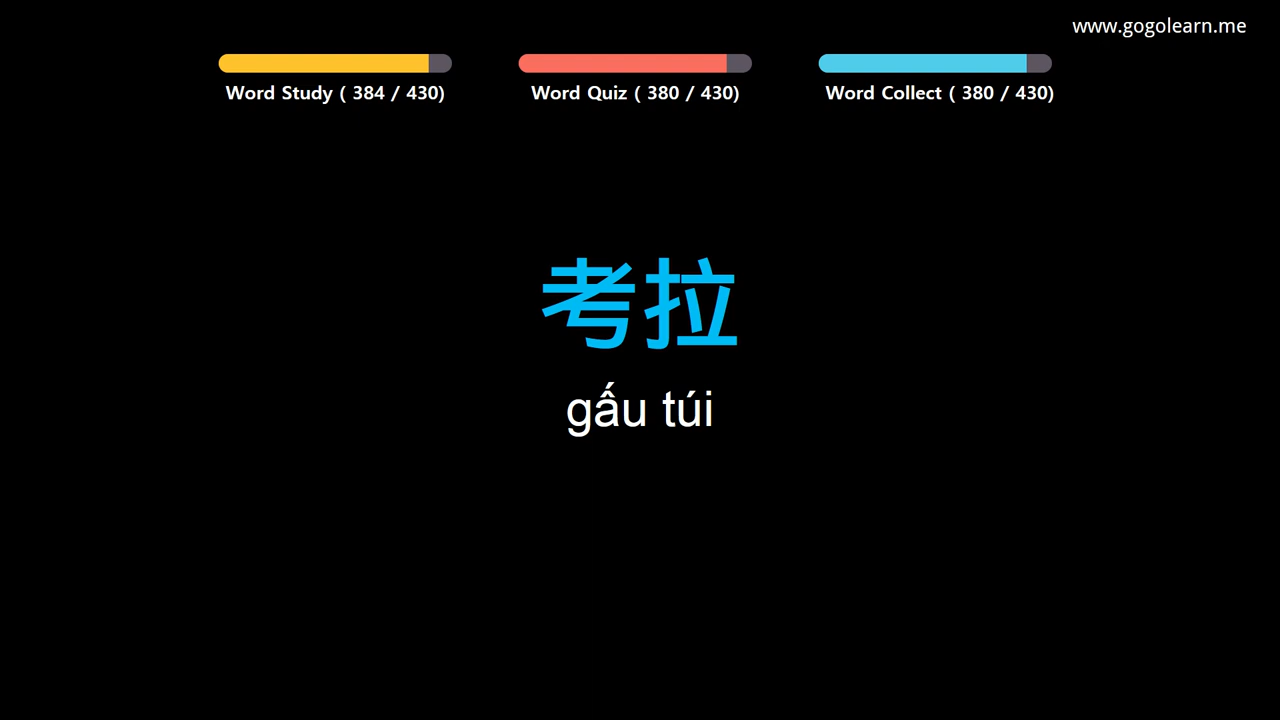 www.gogolearn.me
Word Study ( 384 / 430)
Word Quiz ( 380 / 430)
Word Collect ( 380 / 430)
考拉
gấu túi